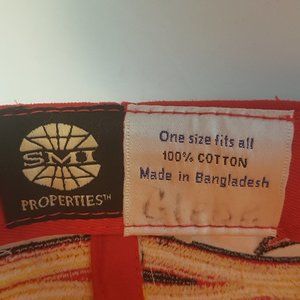 SMI
PROPERTIES™
One size fits all
100% COTTON
Made in Bangladesh